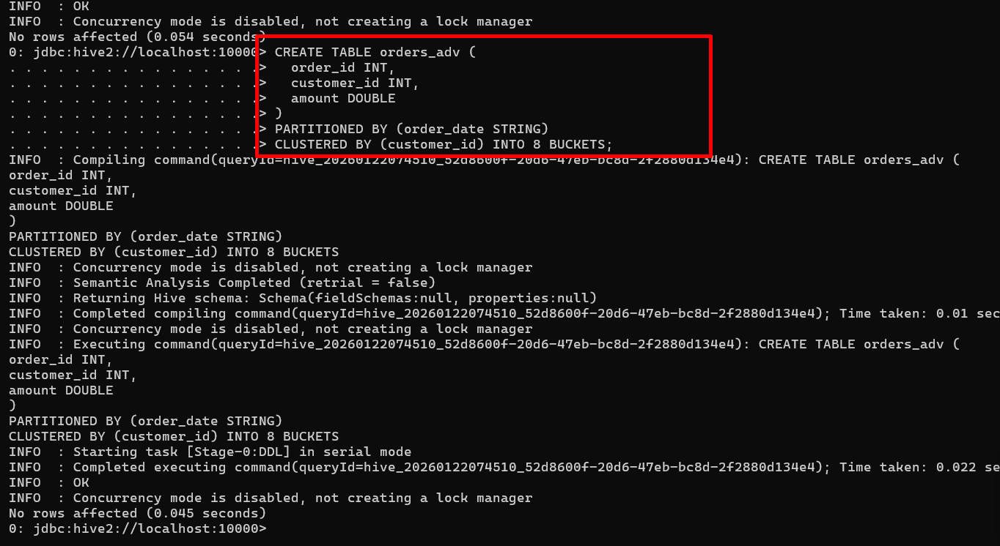 INFO  : OK
INFO  : Concurrency mode is disabled, not creating a lock manager
No rows affected (0.054 seconds)
0: jdbc:hive2://localhost:10000> CREATE TABLE orders_adv (
. . . . . . . . . . . . . . . .>   order_id INT,
. . . . . . . . . . . . . . . .>   customer_id INT,
. . . . . . . . . . . . . . . .>   amount DOUBLE
. . . . . . . . . . . . . . . .> )
. . . . . . . . . . . . . . . .> PARTITIONED BY (order_date STRING)
. . . . . . . . . . . . . . . .> CLUSTERED BY (customer_id) INTO 8 BUCKETS;
INFO  : Compiling command(queryId=hive_20260122074510_52d8600f-20d6-47eb-bc8d-2f2880d134e4): CREATE TABLE orders_adv (
order_id INT,
customer_id INT,
amount DOUBLE
)
PARTITIONED BY (order_date STRING)
CLUSTERED BY (customer_id) INTO 8 BUCKETS
INFO  : Concurrency mode is disabled, not creating a lock manager
INFO  : Semantic Analysis Completed (retrial = false)
INFO  : Returning Hive schema: Schema(fieldSchemas:null, properties:null)
INFO  : Completed compiling command(queryId=hive_20260122074510_52d8600f-20d6-47eb-bc8d-2f2880d134e4); Time taken: 0.01 sec
INFO  : Concurrency mode is disabled, not creating a lock manager
INFO  : Executing command(queryId=hive_20260122074510_52d8600f-20d6-47eb-bc8d-2f2880d134e4): CREATE TABLE orders_adv (
order_id INT,
customer_id INT,
amount DOUBLE
)
PARTITIONED BY (order_date STRING)
CLUSTERED BY (customer_id) INTO 8 BUCKETS
INFO  : Starting task [Stage-0:DDL] in serial mode
INFO  : Completed executing command(queryId=hive_20260122074510_52d8600f-20d6-47eb-bc8d-2f2880d134e4); Time taken: 0.022 se
INFO  : OK
INFO  : Concurrency mode is disabled, not creating a lock manager
No rows affected (0.045 seconds)
0: jdbc:hive2://localhost:10000>